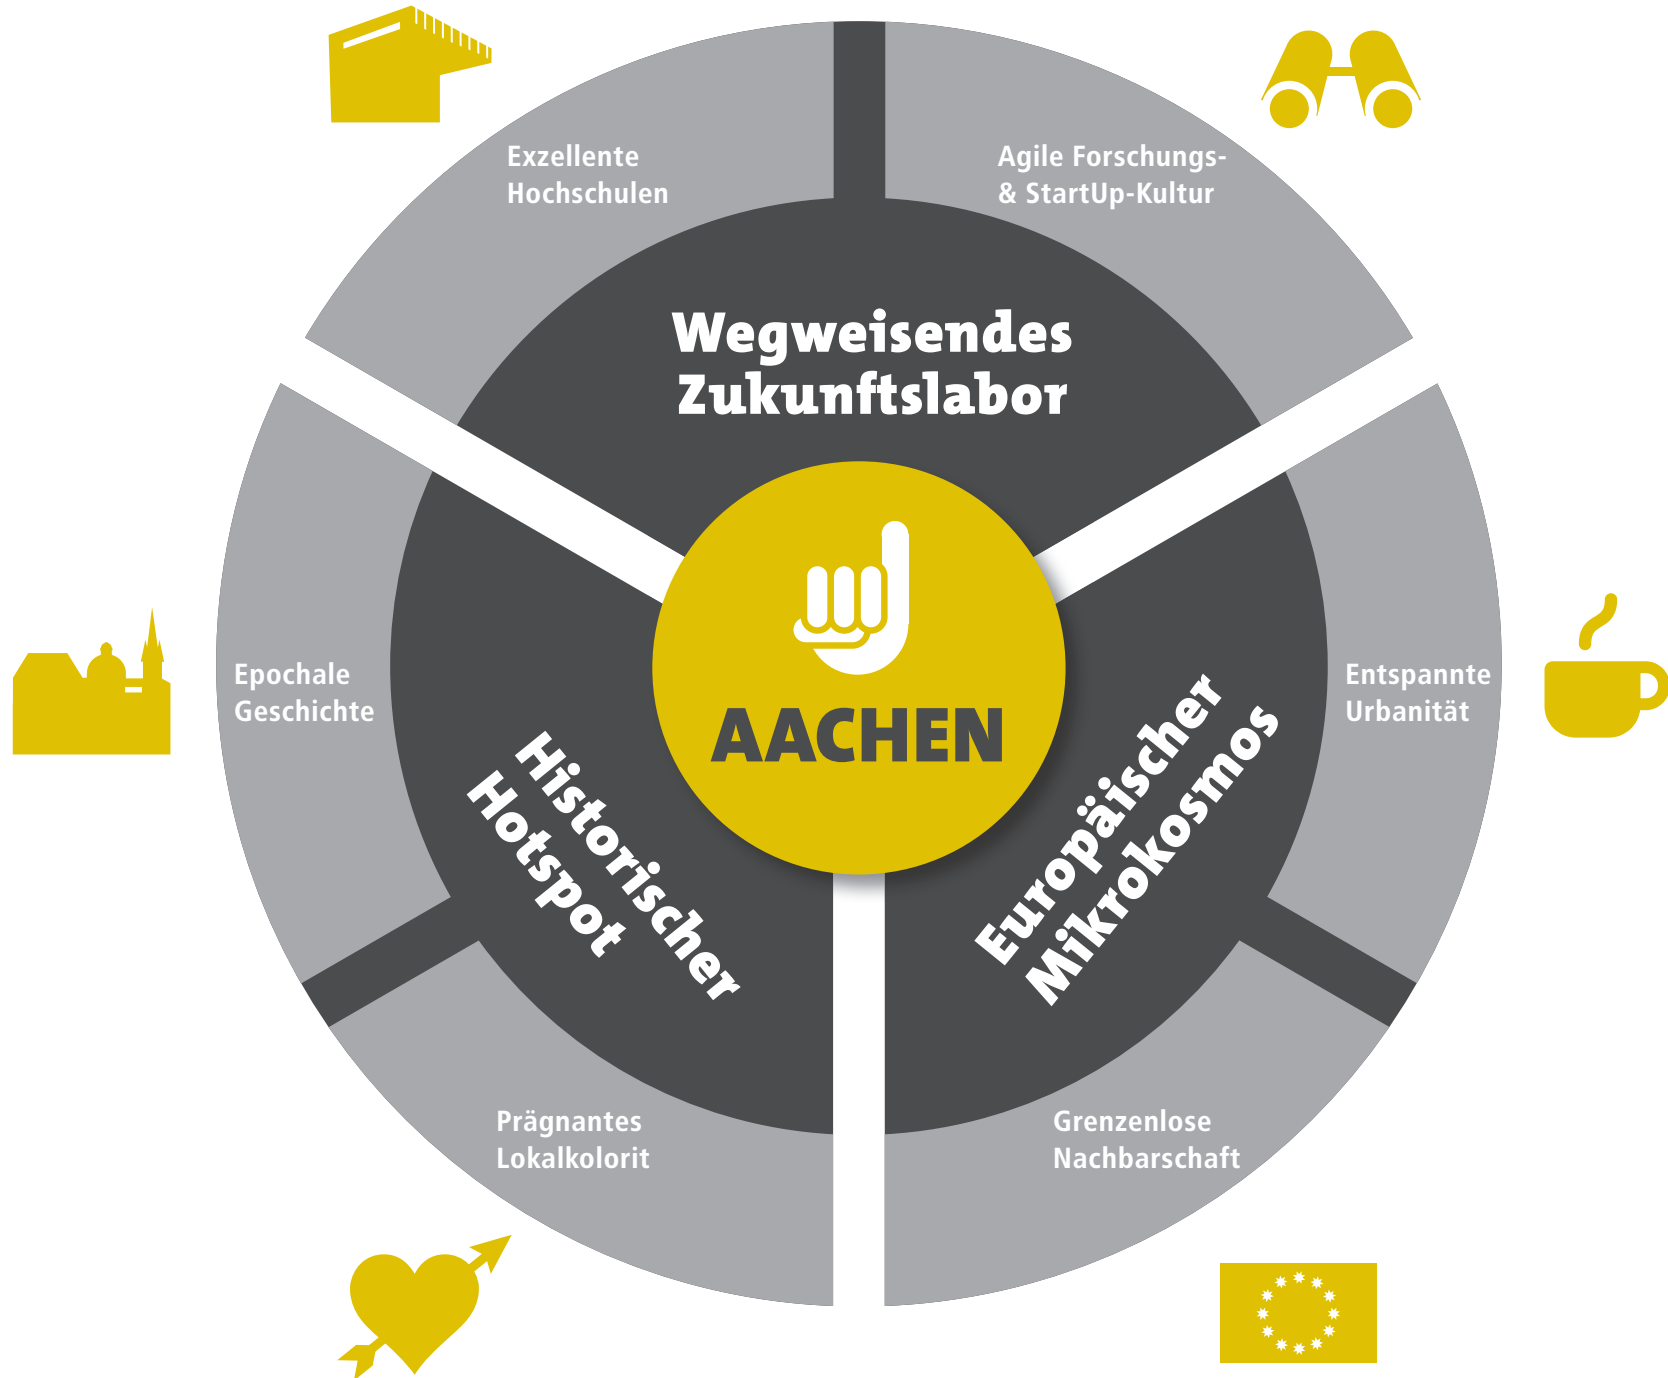 Exzellente
Hochschulen
Agile Forschungs-
& StartUp-Kultur
Wegweisendes
Zukunftslabor
AACHEN
Epochale
Geschichte
Historischer
Hotspot
Europäischer
Mikrokosmos
Entspannte
Urbanität
Prägnantes
Lokalkolorit
Grenzenlose
Nachbarschaft